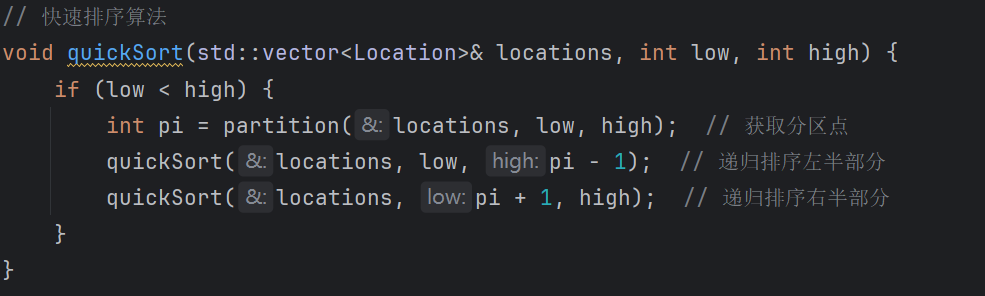 // 快速排序算法
void quickSort(std::vector<Location>& locations, int low, int high) {
    if (low < high) {
        int pi = partition(&: locations, low, high);  // 获取分区点
        quickSort(&: locations, low, high: pi - 1);  // 递归排序左半部分
        quickSort(&: locations, low: pi + 1, high);  // 递归排序右半部分
    }
}